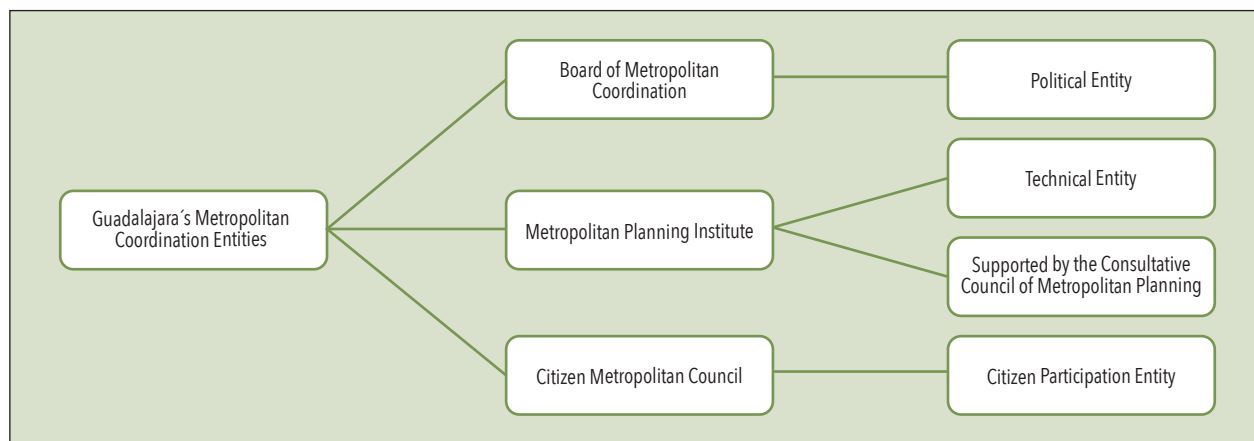 Board of Metropolitan
Coordination
Political Entity
Technical Entity
Guadalajara´s Metropolitan
Coordination Entities
Metropolitan Planning Institute
Supported by the Consultative
Council of Metropolitan Planning
Citizen Metropolitan Council
Citizen Participation Entity